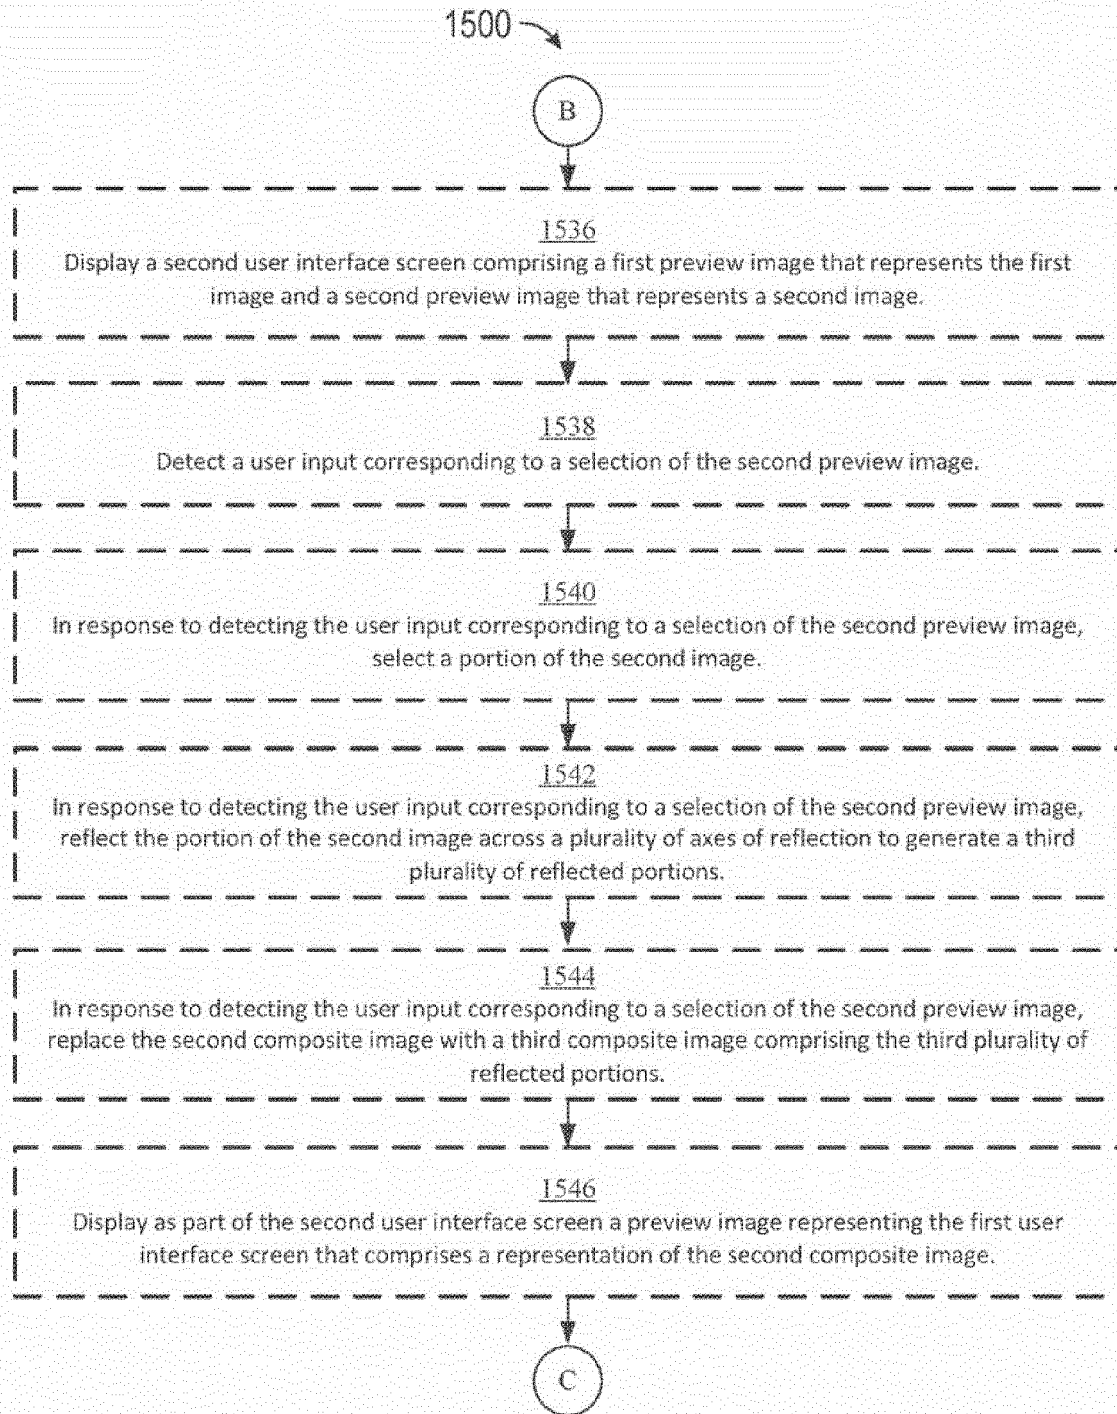 1500
B
1536
Display a second user interface screen comprising a first preview image that represents the first
image and a second preview image that represents a second image.
1538
Detect a user input corresponding to a selection of the second preview image.
1540
In response to detecting the user input corresponding to a selection of the second preview image,
select a portion of the second image.
1542
In response to detecting the user input corresponding to a selection of the second preview image,
reflect the portion of the second image across a plurality of axes of reflection to generate a third
plurality of reflected portions.
1544
In response to detecting the user input corresponding to a selection of the second preview image,
replace the second composite image with a third composite image comprising the third plurality of
reflected portions.
1546
Display as part of the second user interface screen a preview image representing the first user
interface screen that comprises a representation of the second composite image.
C